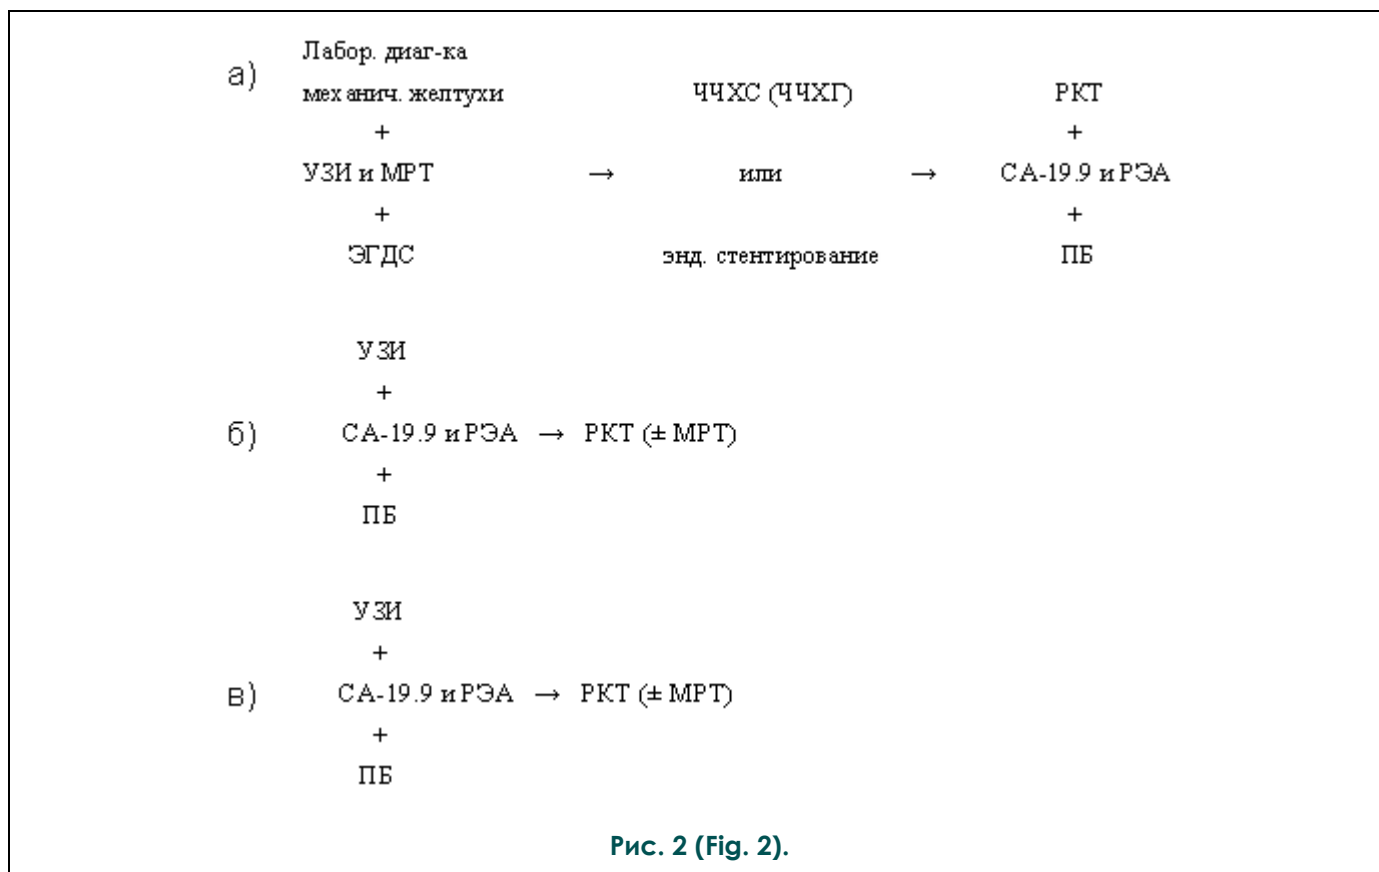 Лабор. диаг-ка
а)
механич. желтухи ЧЧХС (ЧЧХГ) РКТ
+ +
УЗИ и МРТ → или → СА-19.9 и РЭА
+ +
ЭГДС энд. стентирование ПБ
УЗИ
+
б) СА-19.9 и РЭА → РКТ (± МРТ)
+
ПБ
УЗИ
+
в) СА-19.9 и РЭА → РКТ (± МРТ)
+
ПБ
Рис. 2 (Fig. 2).